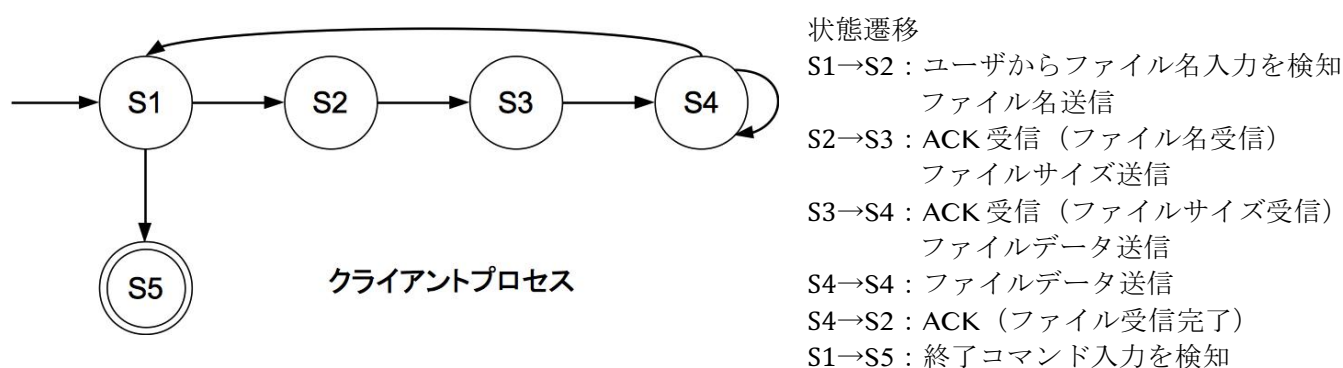 S1
S2
S3
S4
S5
クライアントプロセス
状態遷移
S1→S2：ユーザからファイル名入力を検知
ファイル名送信
S2→S3：ACK 受信（ファイル名受信）
ファイルサイズ送信
S3→S4：ACK 受信（ファイルサイズ受信）
ファイルデータ送信
S4→S4：ファイルデータ送信
S4→S2：ACK（ファイル受信完了）
S1→S5：終了コマンド入力を検知